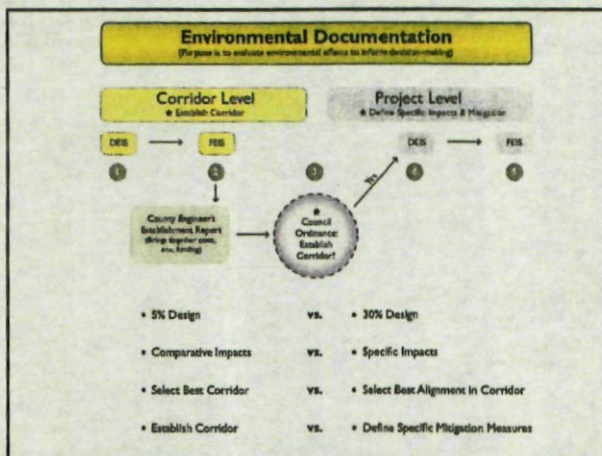 Environmental Documentation
(Purpose is to evaluate environmental effects to inform decision-making)
Corridor Level
★ Establish Corridor
Project Level
★ Define Specific Impacts & Mitigation
DEIS
FEIS
DEIS
FEIS
1
2
3
4
5
Yes
County Engineer's
Establishment Report
(Brings together costs,
env, funding)
★
Council
Ordinance:
Establish
Corridor?
• 5% Design vs. • 30% Design
• Comparative Impacts vs. • Specific Impacts
• Select Best Corridor vs. • Select Best Alignment in Corridor
• Establish Corridor vs. • Define Specific Mitigation Measures